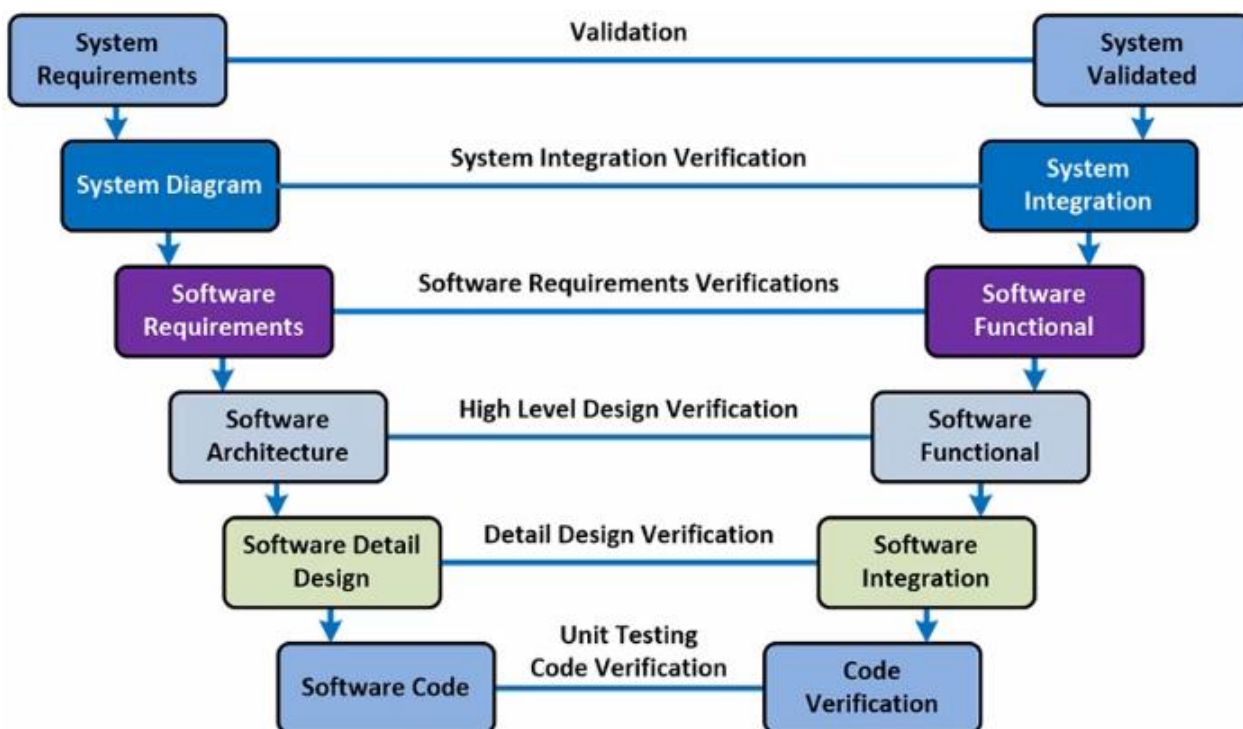 System
Requirements
Validation
System
Validated
System Diagram
System Integration Verification
System
Integration
Software
Requirements
Software Requirements Verifications
Software
Functional
Software
Architecture
High Level Design Verification
Software
Functional
Software Detail
Design
Detail Design Verification
Software
Integration
Software Code
Unit Testing
Code Verification
Code
Verification